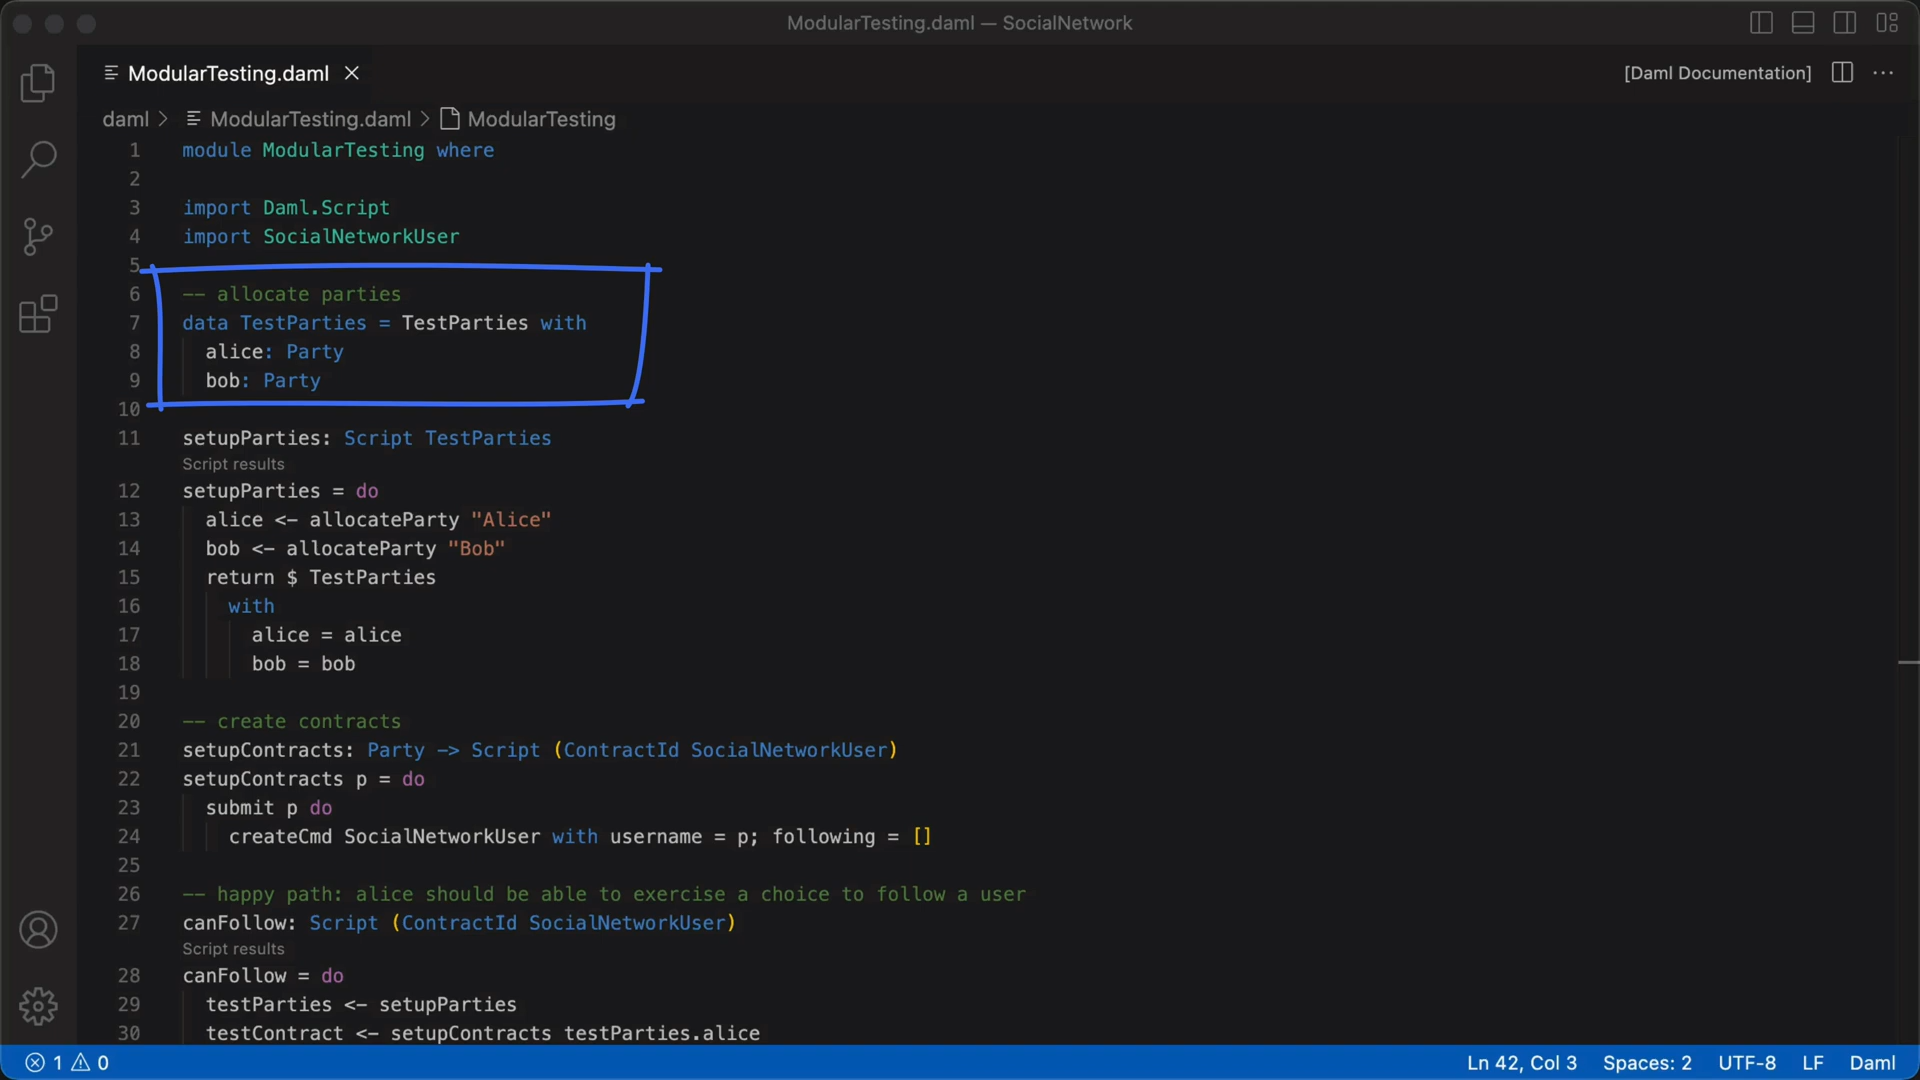 ModularTesting.daml — SocialNetwork
ModularTesting.daml
[Daml Documentation]
daml > ModularTesting.daml > ModularTesting
1 module ModularTesting where
2
3 import Daml.Script
4 import SocialNetworkUser
5
6 -- allocate parties
7 data TestParties = TestParties with
8 alice: Party
9 bob: Party
10
11 setupParties: Script TestParties
Script results
12 setupParties = do
13 alice <- allocateParty "Alice"
14 bob <- allocateParty "Bob"
15 return $ TestParties
16 with
17 alice = alice
18 bob = bob
19
20 -- create contracts
21 setupContracts: Party -> Script (ContractId SocialNetworkUser)
22 setupContracts p = do
23 submit p do
24 createCmd SocialNetworkUser with username = p; following = []
25
26 -- happy path: alice should be able to exercise a choice to follow a user
27 canFollow: Script (ContractId SocialNetworkUser)
Script results
28 canFollow = do
29 testParties <- setupParties
30 testContract <- setupContracts testParties.alice
1 0
Ln 42, Col 3 Spaces: 2 UTF-8 LF Daml